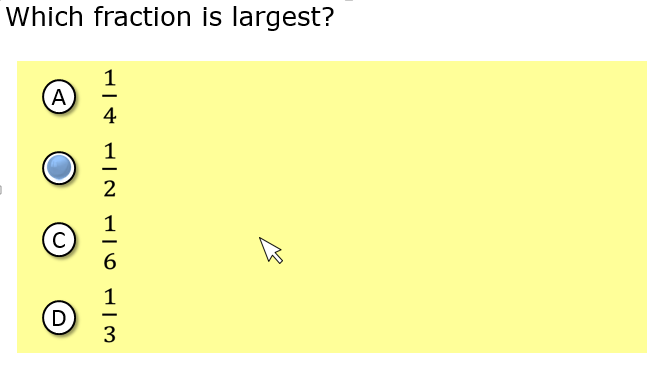 Which fraction is largest?
A 1/4
1/2
C 1/6
D 1/3